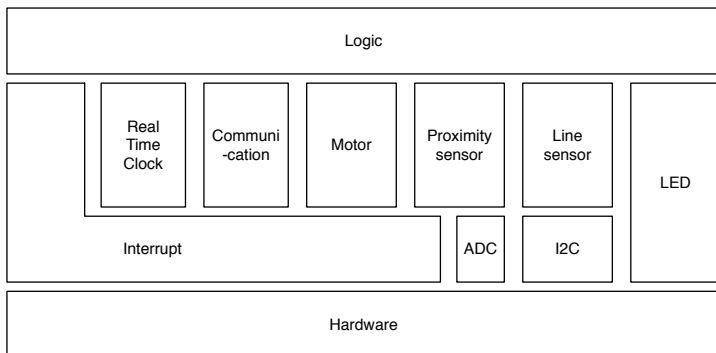 Logic
Real
Time
Clock
Communi
-cation
Motor
Proximity
sensor
Line
sensor
LED
Interrupt
ADC
I2C
Hardware